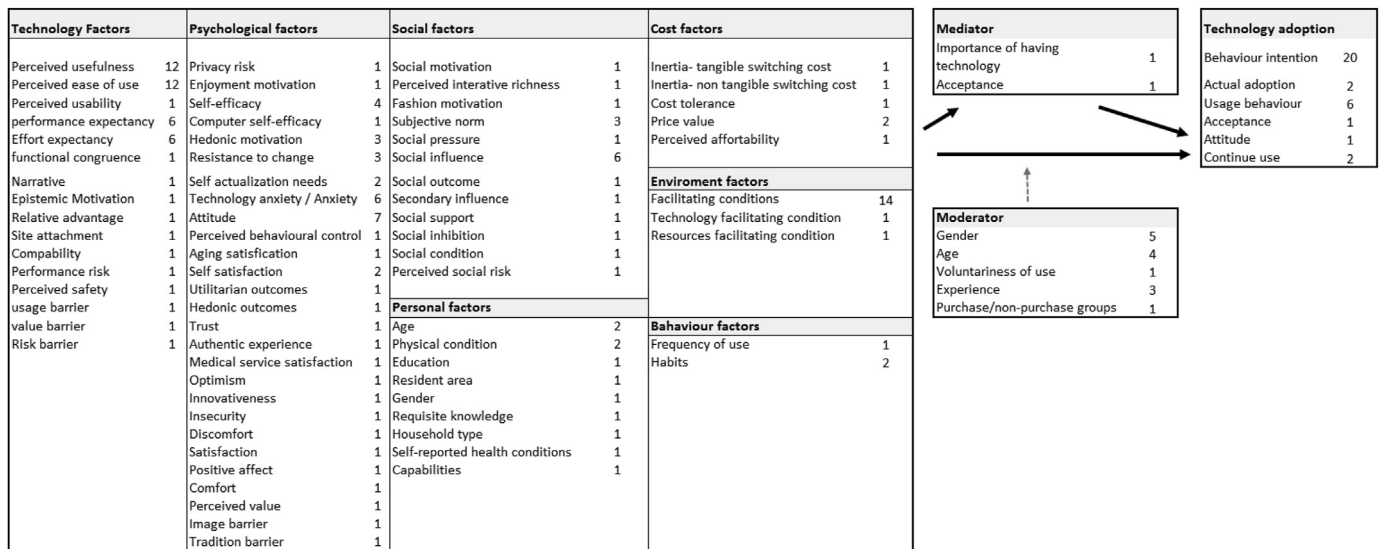 Technology Factors
Perceived usefulness 12
Perceived ease of use 12
Perceived usability 1
performance expectancy 6
Effort expectancy 6
functional congruence 1
Narrative 1
Epistemic Motivation 1
Relative advantage 1
Site attachment 1
Compability 1
Performance risk 1
Perceived safety 1
usage barrier 1
value barrier 1
Risk barrier 1
Psychological factors
Privacy risk 1
Enjoyment motivation 1
Self-efficacy 4
Computer self-efficacy 1
Hedonic motivation 3
Resistance to change 3
Self actualization needs 2
Technology anxiety / Anxiety 6
Attitude 7
Perceived behavioural control 1
Aging satisfication 1
Self satisfaction 2
Utilitarian outcomes 1
Hedonic outcomes 1
Trust 1
Authentic experience 1
Medical service satisfaction 1
Optimism 1
Innovativeness 1
Insecurity 1
Discomfort 1
Satisfaction 1
Positive affect 1
Comfort 1
Perceived value 1
Image barrier 1
Tradition barrier 1
Social factors
Social motivation 1
Perceived interative richness 1
Fashion motivation 1
Subjective norm 3
Social pressure 1
Social influence 6
Social outcome 1
Secondary influence 1
Social support 1
Social inhibition 1
Social condition 1
Perceived social risk 1
Personal factors
Age 2
Physical condition 2
Education 1
Resident area 1
Gender 1
Requisite knowledge 1
Household type 1
Self-reported health conditions 1
Capabilities 1
Cost factors
Inertia- tangible switching cost 1
Inertia- non tangible switching cost 1
Cost tolerance 1
Price value 2
Perceived affortability 1
Enviroment factors
Facilitating conditions 14
Technology facilitating condition 1
Resources facilitating condition 1
Bahaviour factors
Frequency of use 1
Habits 2
Mediator
Importance of having
technology 1
Acceptance 1
Moderator
Gender 5
Age 4
Voluntariness of use 1
Experience 3
Purchase/non-purchase groups 1
Technology adoption
Behaviour intention 20
Actual adoption 2
Usage behaviour 6
Acceptance 1
Attitude 1
Continue use 2